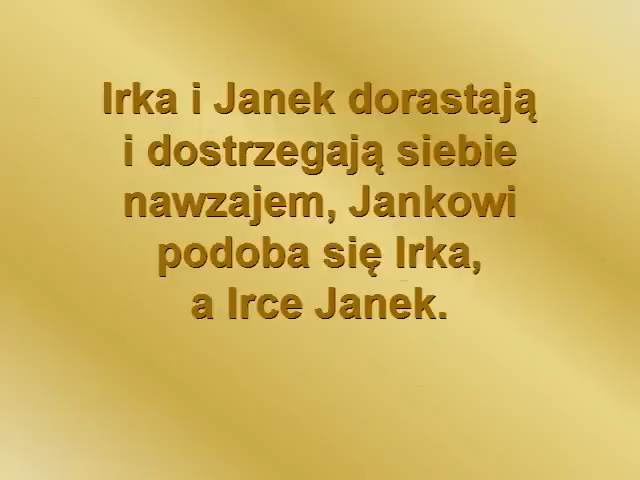 Irka i Janek dorastają
i dostrzegają siebie
nawzajem, Jankowi
podoba się Irka,
a Irce Janek.